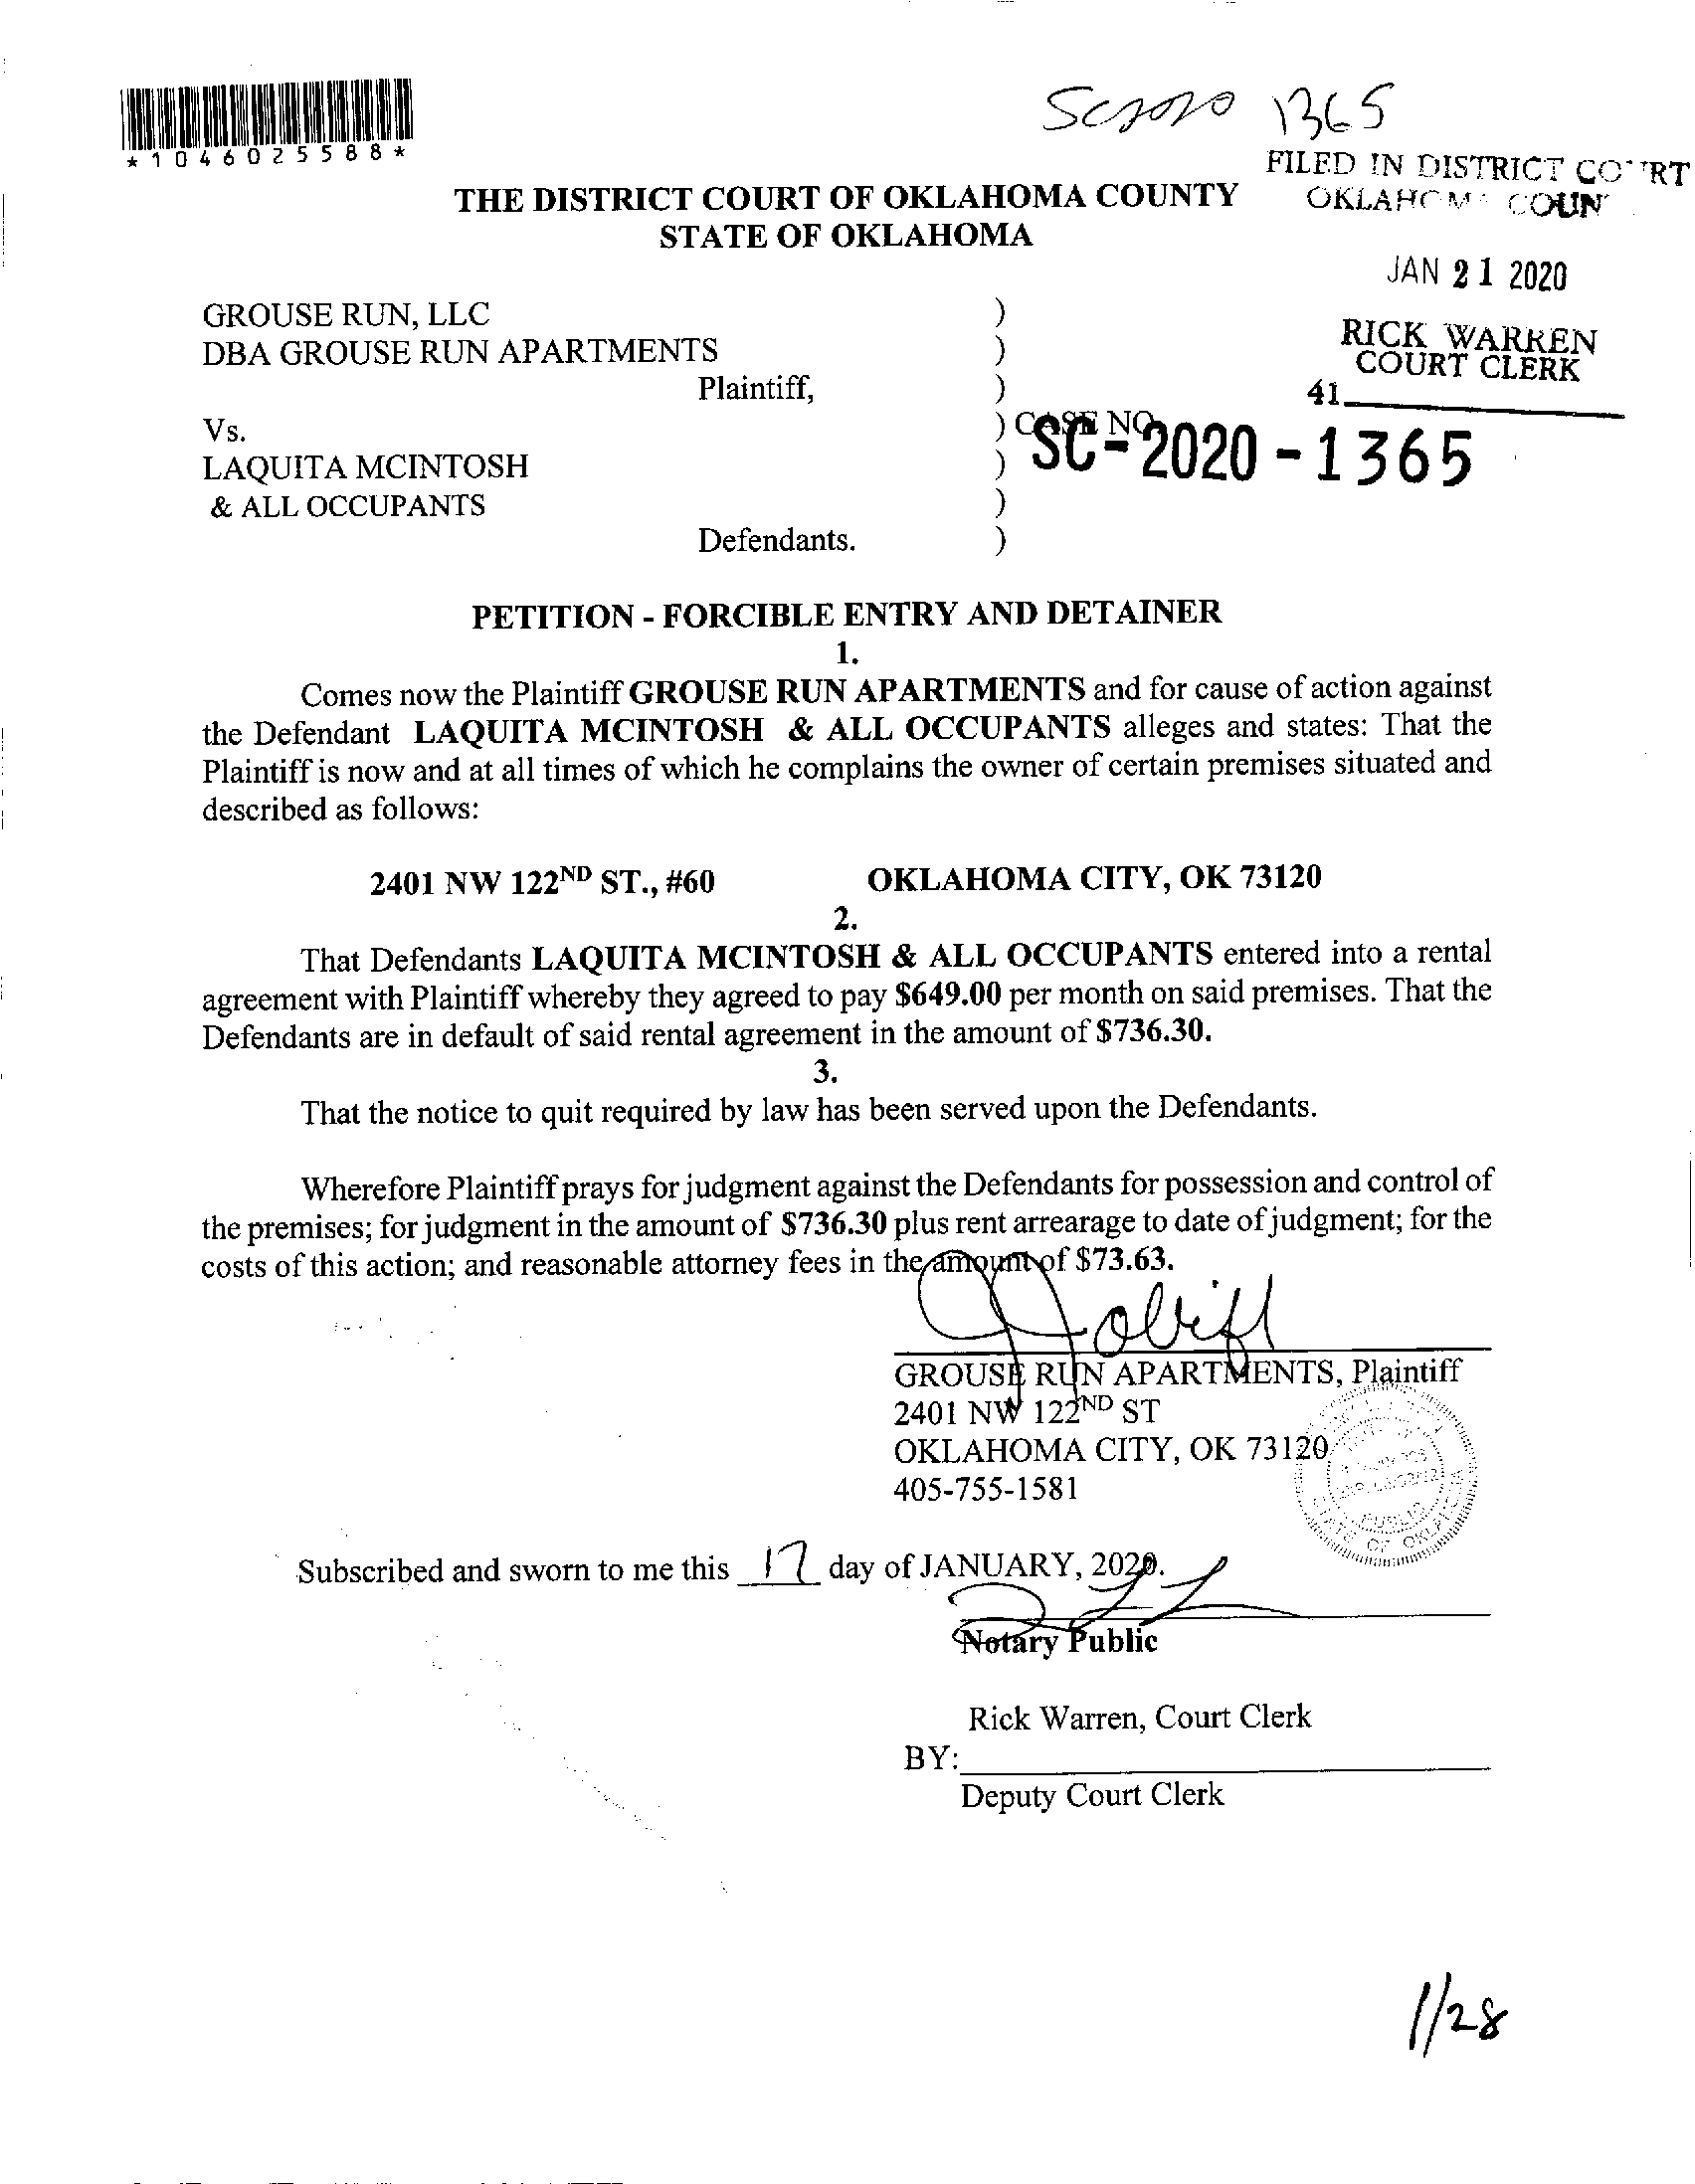 *1046025588*
SC2020 1365
FILED IN DISTRICT COURT
OKLAHOMA COUN
THE DISTRICT COURT OF OKLAHOMA COUNTY
STATE OF OKLAHOMA
JAN 21 2020
RICK WARREN
COURT CLERK
41
GROUSE RUN, LLC )
DBA GROUSE RUN APARTMENTS )
Plaintiff, )
Vs. ) CASE NO.
SC-2020-1365
LAQUITA MCINTOSH )
& ALL OCCUPANTS )
Defendants. )
PETITION - FORCIBLE ENTRY AND DETAINER
1.
Comes now the Plaintiff GROUSE RUN APARTMENTS and for cause of action against
the Defendant LAQUITA MCINTOSH & ALL OCCUPANTS alleges and states: That the
Plaintiff is now and at all times of which he complains the owner of certain premises situated and
described as follows:
2401 NW 122ND ST., #60 OKLAHOMA CITY, OK 73120
2.
That Defendants LAQUITA MCINTOSH & ALL OCCUPANTS entered into a rental
agreement with Plaintiff whereby they agreed to pay $649.00 per month on said premises. That the
Defendants are in default of said rental agreement in the amount of $736.30.
3.
That the notice to quit required by law has been served upon the Defendants.
Wherefore Plaintiff prays for judgment against the Defendants for possession and control of
the premises; for judgment in the amount of $736.30 plus rent arrearage to date of judgment; for the
costs of this action; and reasonable attorney fees in the amount of $73.63.
GROUSE RUN APARTMENTS, Plaintiff
2401 NW 122ND ST
OKLAHOMA CITY, OK 73120
405-755-1581
PUBLIC
STATE OF OKLAHOMA
Subscribed and sworn to me this 17 day of JANUARY, 2020.
Notary Public
Rick Warren, Court Clerk
BY:
Deputy Court Clerk
1/28